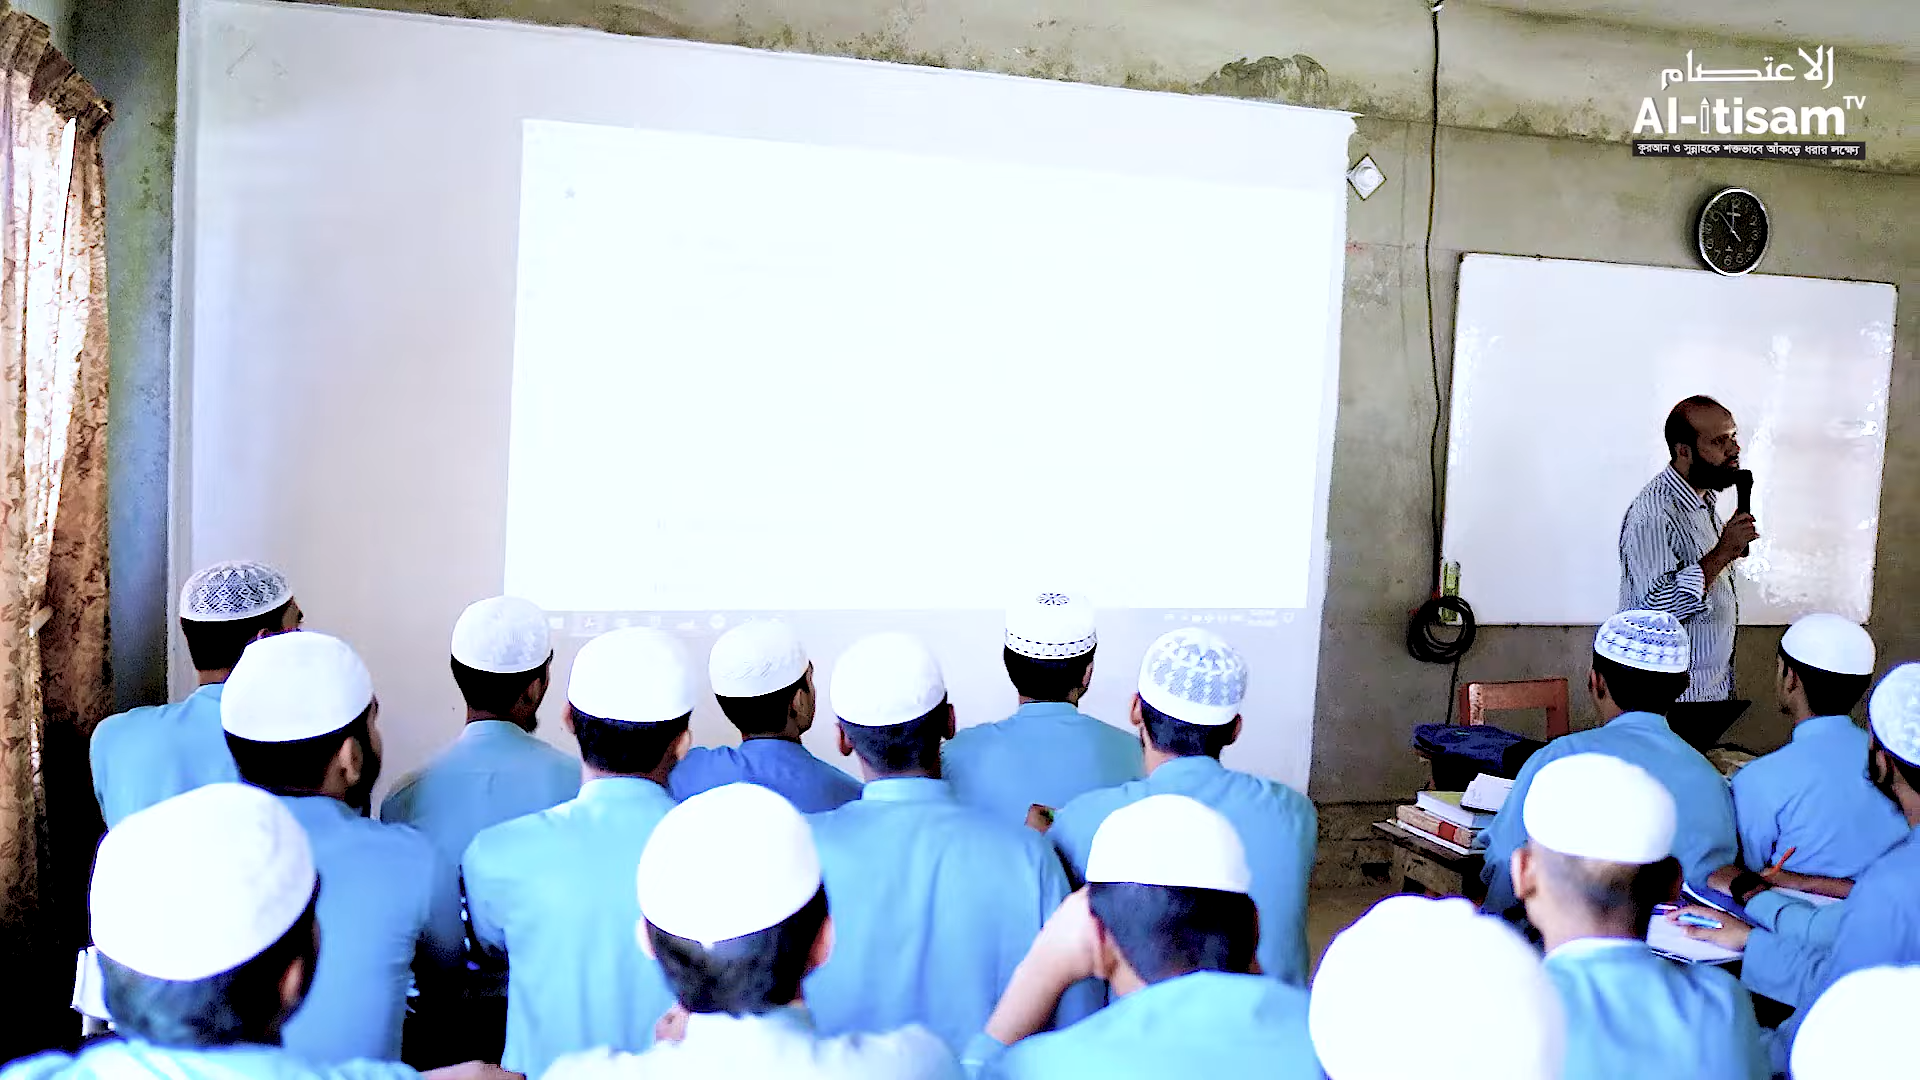 الاعتصام
Al-itisam TV
কুরআন ও সুন্নাহকে শক্তভাবে আঁকড়ে ধরার লক্ষ্যে